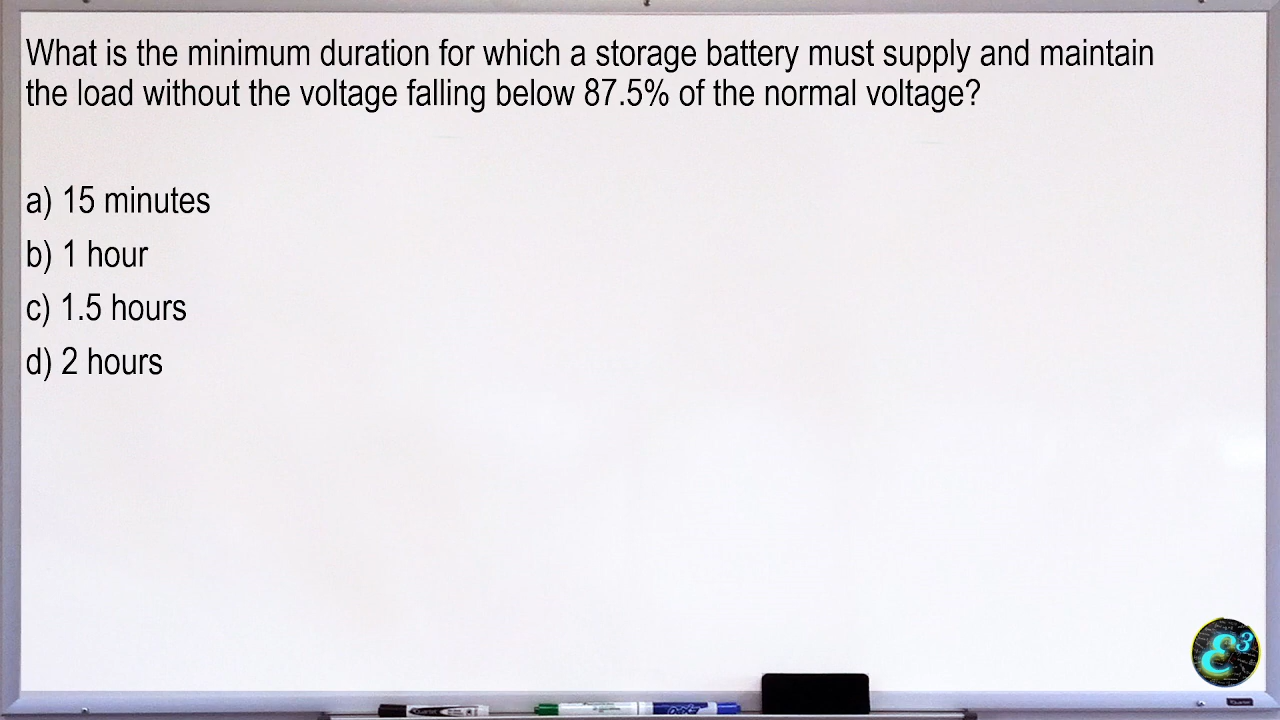 What is the minimum duration for which a storage battery must supply and maintain
the load without the voltage falling below 87.5% of the normal voltage?
a) 15 minutes
b) 1 hour
c) 1.5 hours
d) 2 hours
ε³